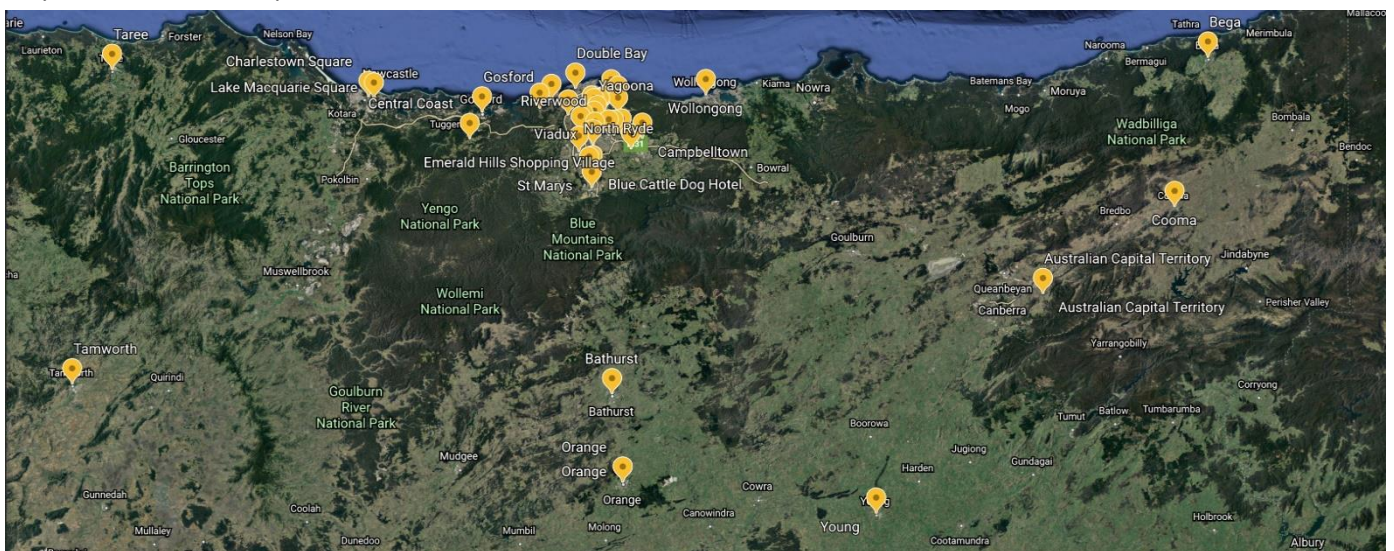 Taree
Forster
Laurieton
Nelson Bay
Charlestown Square
Lake Macquarie Square
Kotara
Gloucester
Barrington
Tops
National Park
Pokolbin
Central Coast
Gosford
Double Bay
Yagoona
Riverwood
North Ryde
Emerald Hills Shopping Village
Campbelltown
St Marys
Blue Cattle Dog Hotel
Wollongong
Kiama
Nowra
Bowral
Batemans Bay
Mogo
Moruya
Narooma
Bermagui
Tathra
Bega
Merimbula
Wadbilliga
National Park
Bombala
Bendoc
Yengo
National Park
Blue
Mountains
National Park
Muswellbrook
Wollemi
National Park
Goulburn
Bredbo
Cooma
Australian Capital Territory
Queanbeyan
Canberra
Jindabyne
Australian Capital Territory
Perisher Valley
Yarrangobilly
Tamworth
Quirindi
Goulburn
River
National Park
Bathurst
Bathurst
Corryong
Tumut
Batlow
Tumbarumba
Boorowa
Jugiong
Gundagai
Harden
Mudgee
Orange
Orange
Orange
Cowra
Canowindra
Young
Gunnedah
Coolah
Mullaley
Dunedoo
Mumbil
Molong
Cootamundra
Holbrook
Albury